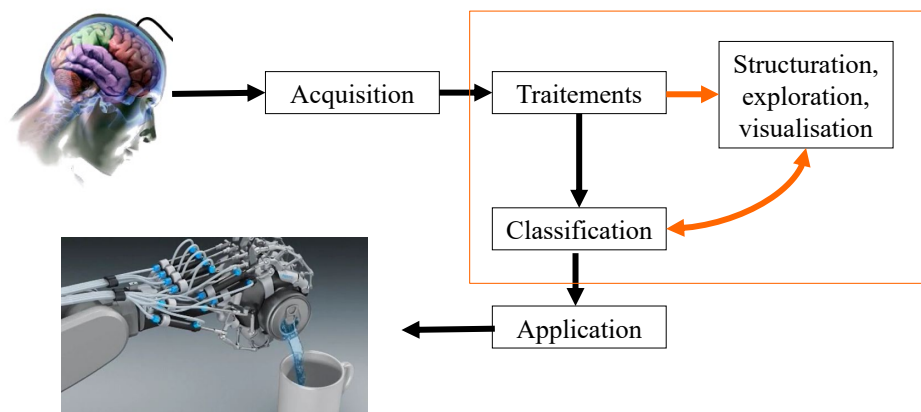 Acquisition
Traitements
Structuration,
exploration,
visualisation
Classification
Application